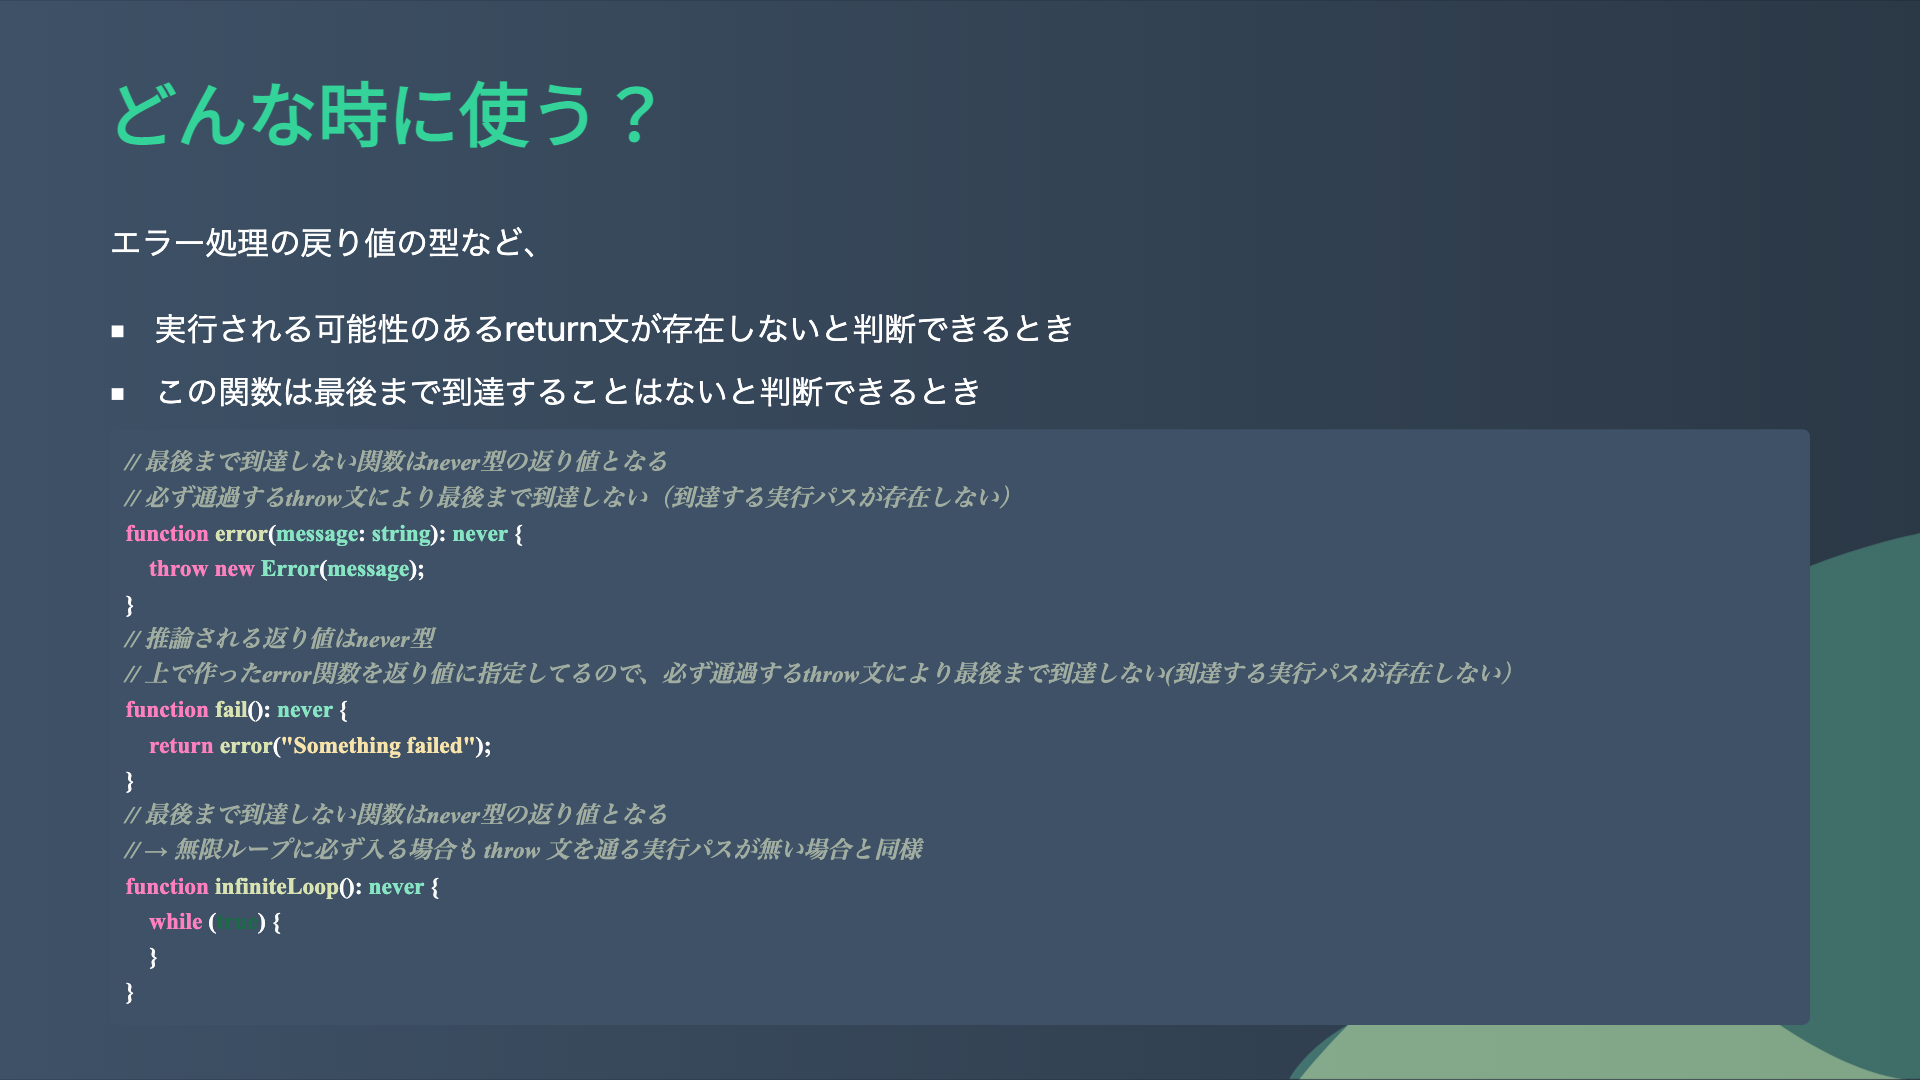 どんな時に使う？
エラー処理の戻り値の型など、
▪ 実行される可能性のあるreturn文が存在しないと判断できるとき
▪ この関数は最後まで到達することはないと判断できるとき
// 最後まで到達しない関数はnever型の返り値となる
// 必ず通過するthrow文により最後まで到達しない（到達する実行パスが存在しない）
function error(message: string): never {
    throw new Error(message);
}
// 推論される返り値はnever型
// 上で作ったerror関数を返り値に指定してるので、必ず通過するthrow文により最後まで到達しない(到達する実行パスが存在しない）
function fail(): never {
    return error("Something failed");
}
// 最後まで到達しない関数はnever型の返り値となる
// → 無限ループに必ず入る場合も throw 文を通る実行パスが無い場合と同様
function infiniteLoop(): never {
    while (true) {
    }
}